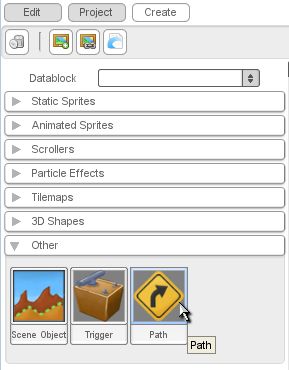 Edit Project Create
Datablock
Static Sprites
Animated Sprites
Scrollers
Particle Effects
Tilemaps
3D Shapes
Other
Scene Object Trigger Path
Path